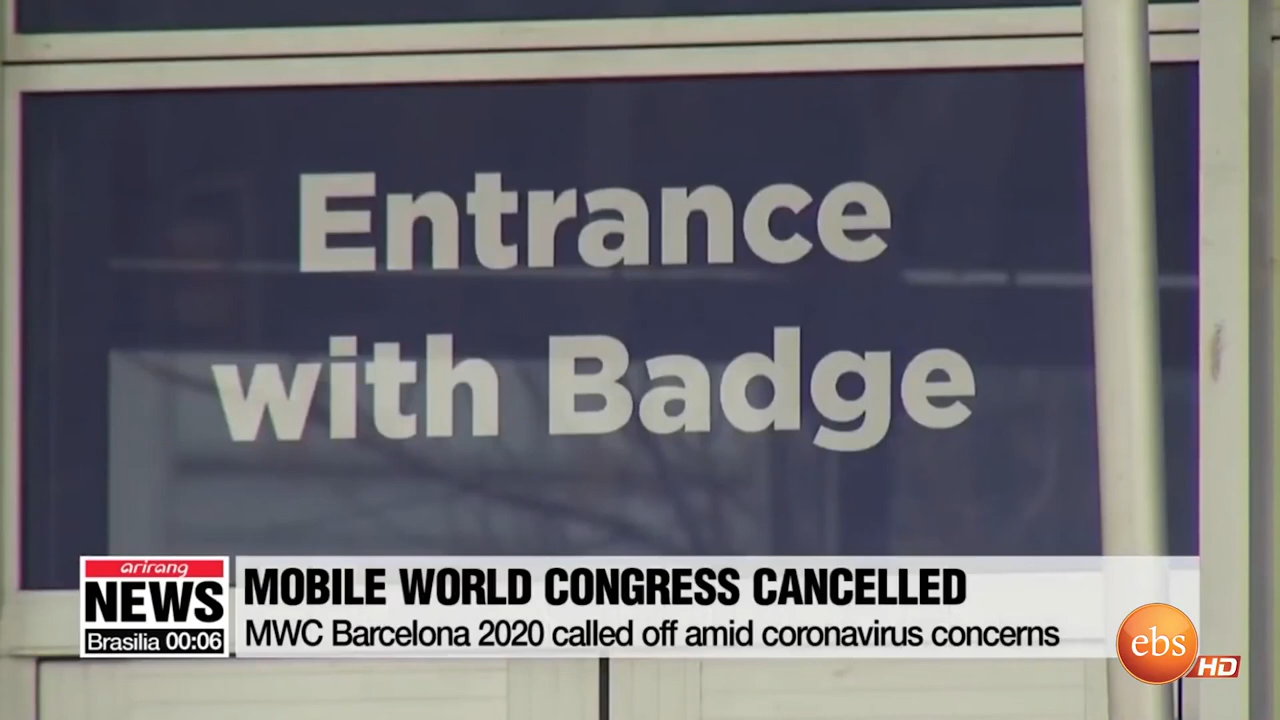 Entrance
with Badge
arirang
NEWS
Brasilia 00:06
MOBILE WORLD CONGRESS CANCELLED
MWC Barcelona 2020 called off amid coronavirus concerns
ebs
HD